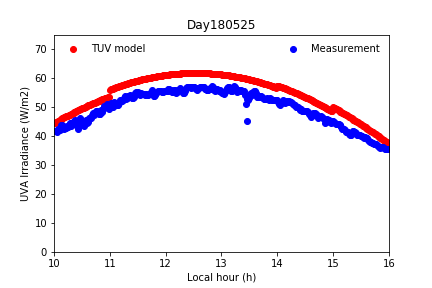 Day180525
TUV model
Measurement
UVA Irradiance (W/m2)
70
60
50
40
30
20
10
0
10 11 12 13 14 15 16
Local hour (h)